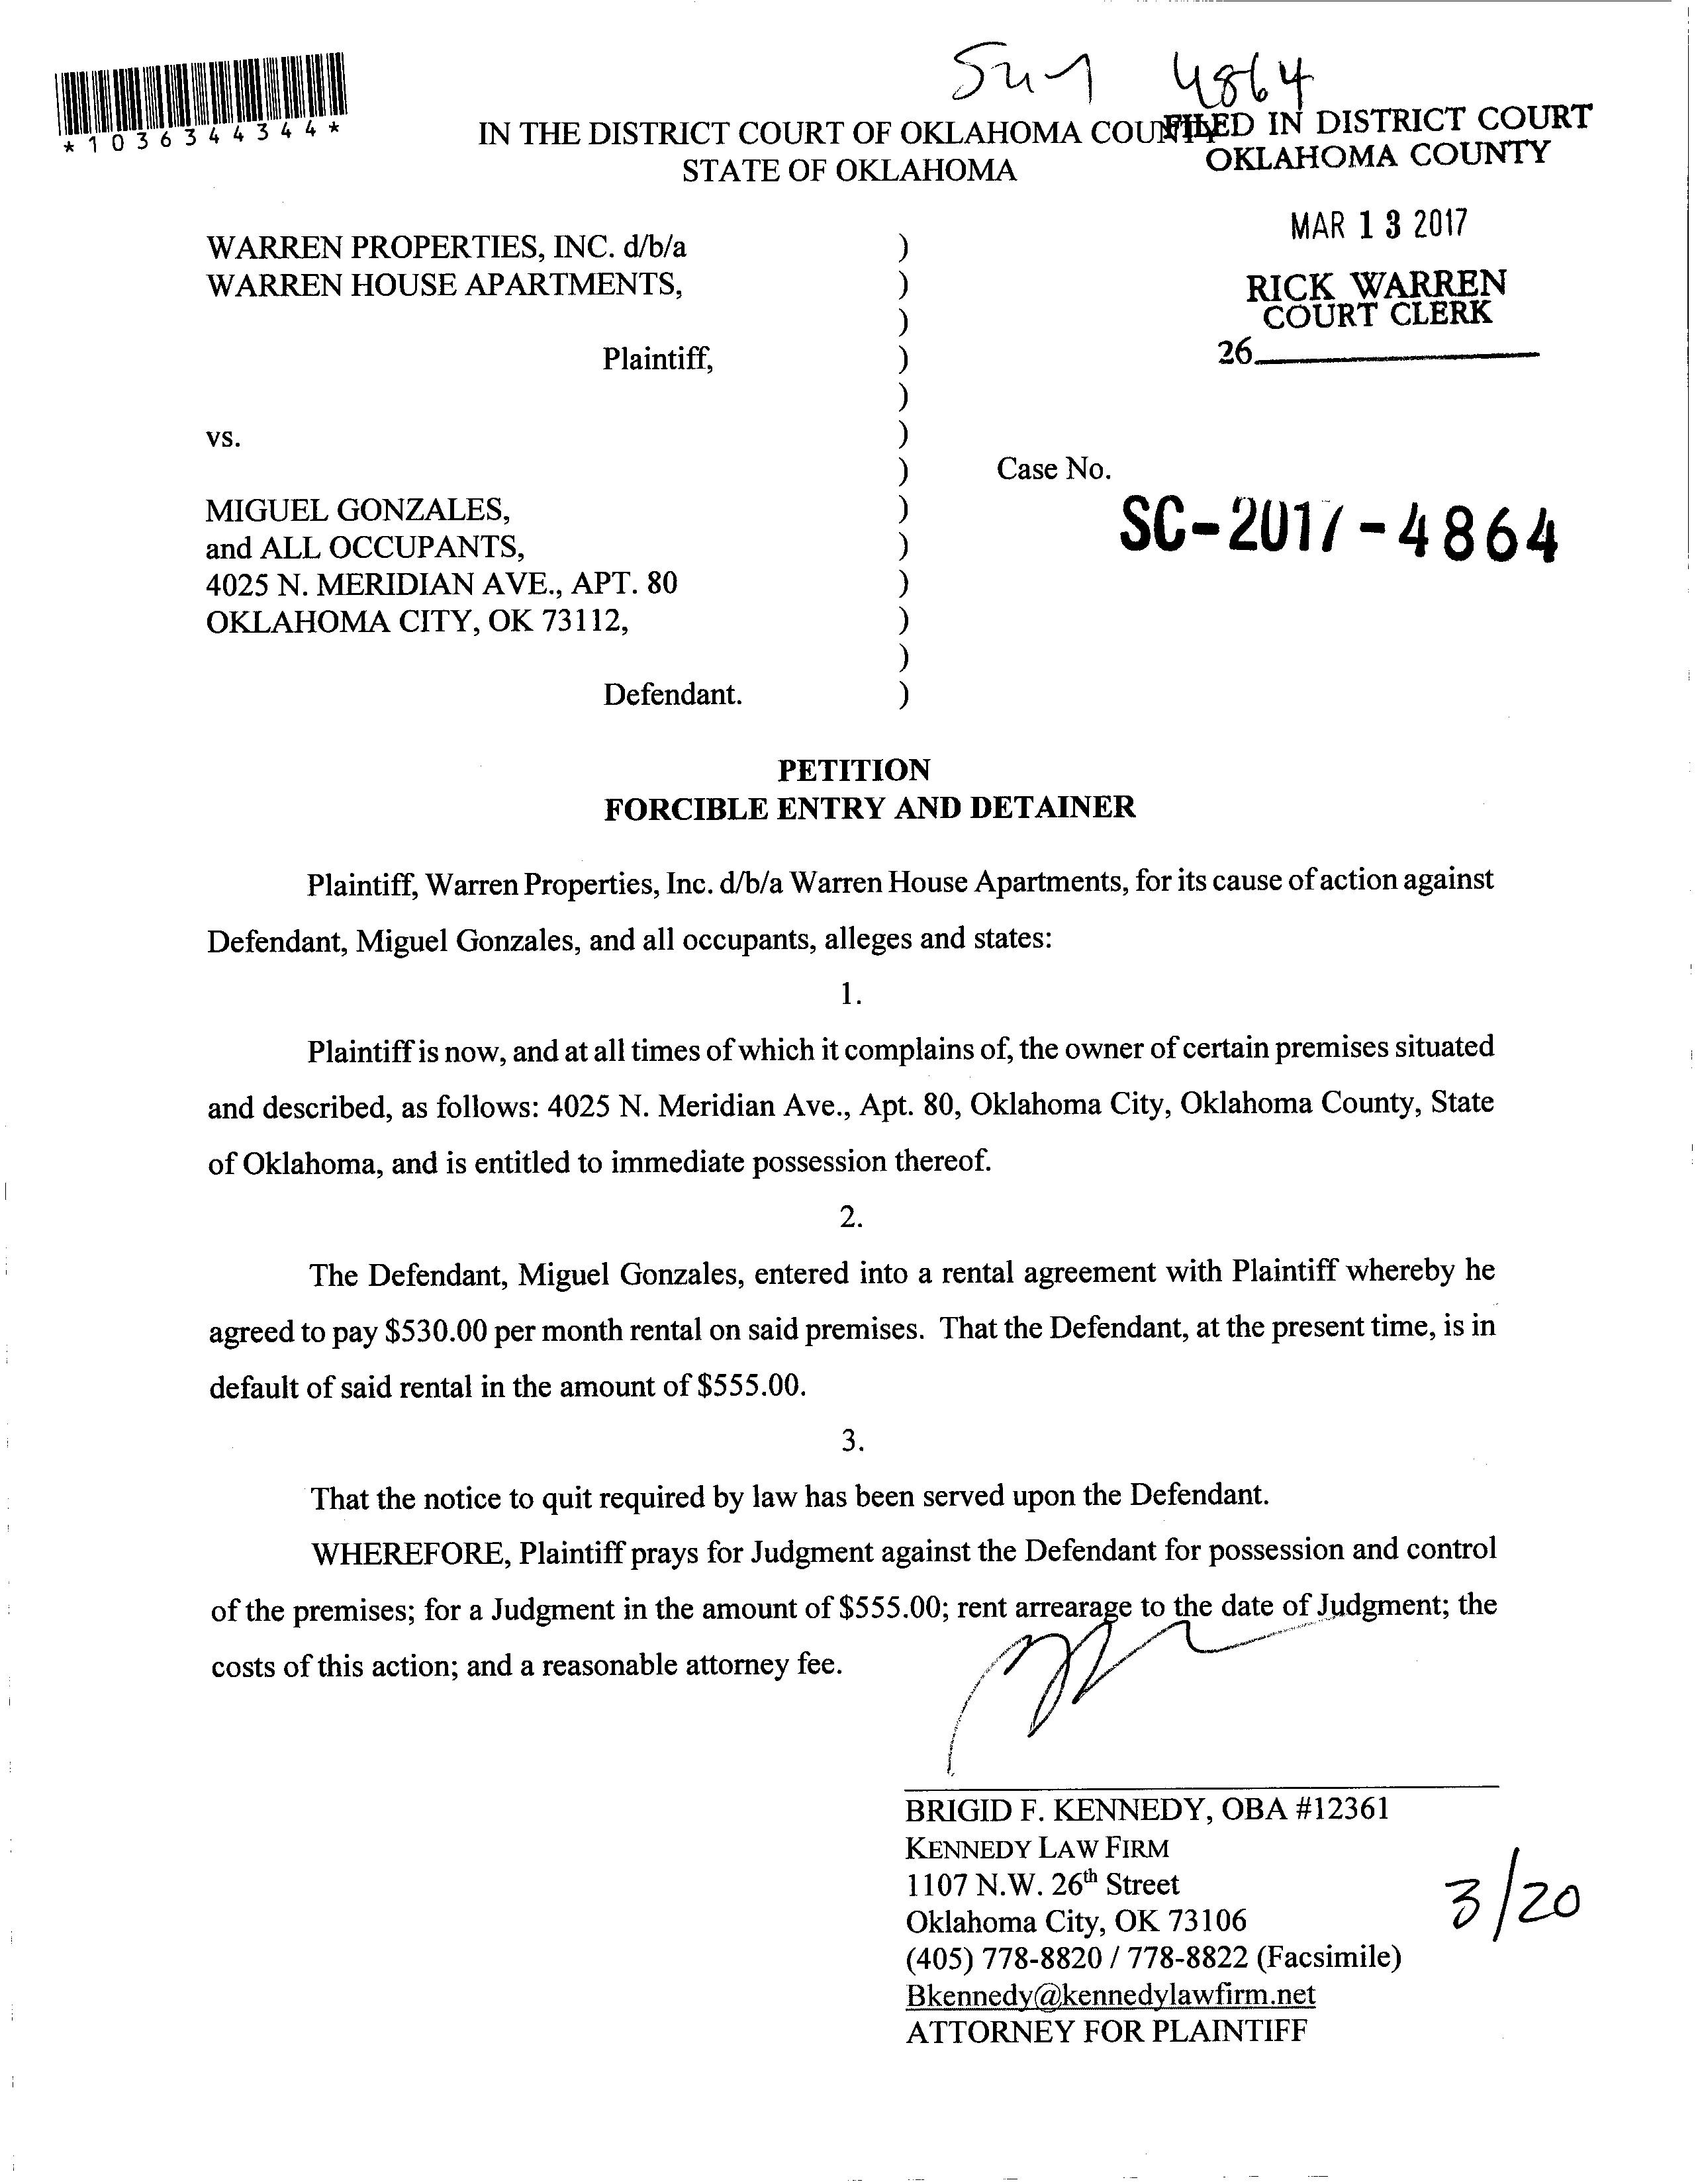 4864
*1036344344*
IN THE DISTRICT COURT OF OKLAHOMA COUNTY
STATE OF OKLAHOMA
FILED IN DISTRICT COURT
OKLAHOMA COUNTY
MAR 13 2017
RICK WARREN
COURT CLERK
26
WARREN PROPERTIES, INC. d/b/a )
WARREN HOUSE APARTMENTS, )
)
Plaintiff, )
)
vs. )
) Case No.
SC-2017-4864
MIGUEL GONZALES, )
and ALL OCCUPANTS, )
4025 N. MERIDIAN AVE., APT. 80 )
OKLAHOMA CITY, OK 73112, )
)
Defendant. )
PETITION
FORCIBLE ENTRY AND DETAINER
Plaintiff, Warren Properties, Inc. d/b/a Warren House Apartments, for its cause of action against
Defendant, Miguel Gonzales, and all occupants, alleges and states:
1.
Plaintiff is now, and at all times of which it complains of, the owner of certain premises situated
and described, as follows: 4025 N. Meridian Ave., Apt. 80, Oklahoma City, Oklahoma County, State
of Oklahoma, and is entitled to immediate possession thereof.
2.
The Defendant, Miguel Gonzales, entered into a rental agreement with Plaintiff whereby he
agreed to pay $530.00 per month rental on said premises. That the Defendant, at the present time, is in
default of said rental in the amount of $555.00.
3.
That the notice to quit required by law has been served upon the Defendant.
WHEREFORE, Plaintiff prays for Judgment against the Defendant for possession and control
of the premises; for a Judgment in the amount of $555.00; rent arrearage to the date of Judgment; the
costs of this action; and a reasonable attorney fee.
BRIGID F. KENNEDY, OBA #12361
KENNEDY LAW FIRM
1107 N.W. 26th Street
Oklahoma City, OK 73106
(405) 778-8820 / 778-8822 (Facsimile)
Bkennedy@kennedylawfirm.net
ATTORNEY FOR PLAINTIFF
3/20